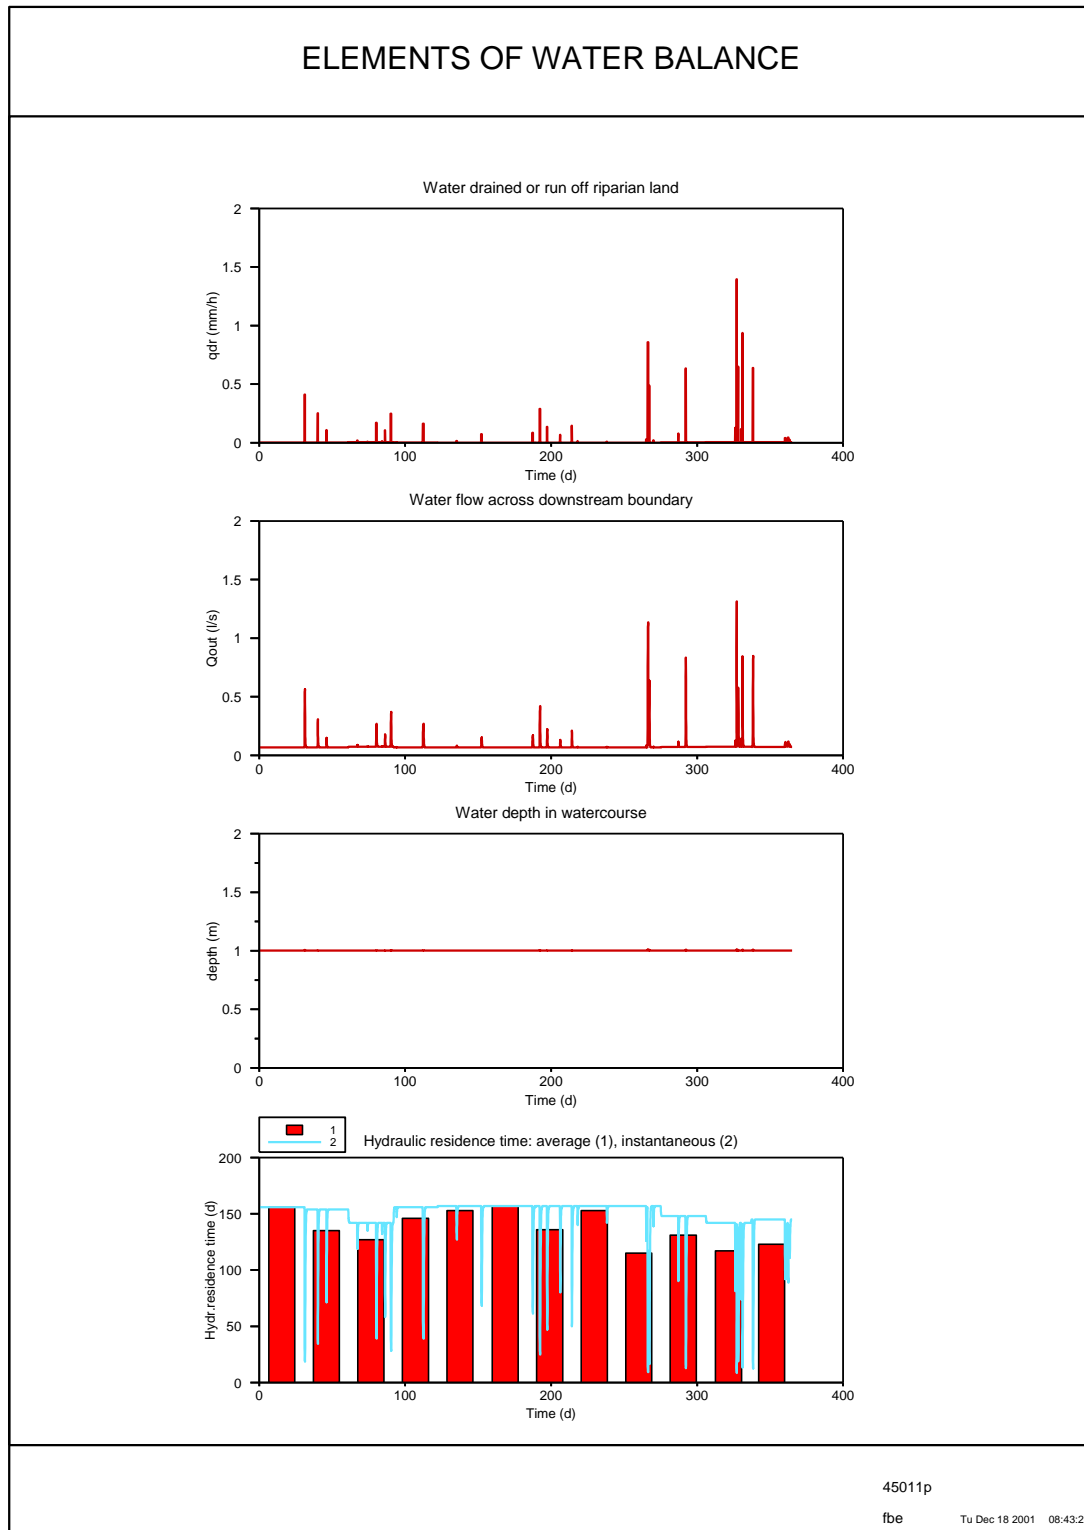 ELEMENTS OF WATER BALANCE
Water drained or run off riparian land
2
1.5
1
0.5
0
qdr (mm/h)
0 100 200 300 400
Time (d)
Water flow across downstream boundary
2
1.5
1
0.5
0
Qout (l/s)
0 100 200 300 400
Time (d)
Water depth in watercourse
2
1.5
1
0.5
0
depth (m)
0 100 200 300 400
Time (d)
1
2
Hydraulic residence time: average (1), instantaneous (2)
200
150
100
50
0
Hydr.residence time (d)
0 100 200 300 400
Time (d)
45011p
fbe Tu Dec 18 2001 08:43:2